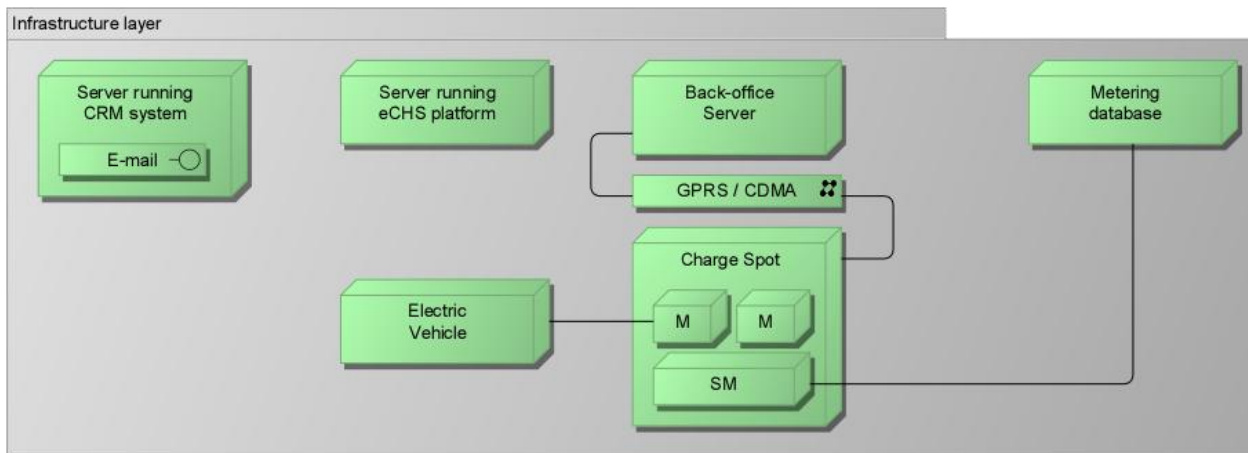 Infrastructure layer
Server running
CRM system
E-mail
Server running
eCHS platform
Back-office
Server
Metering
database
GPRS / CDMA
Charge Spot
Electric
Vehicle
M
M
SM